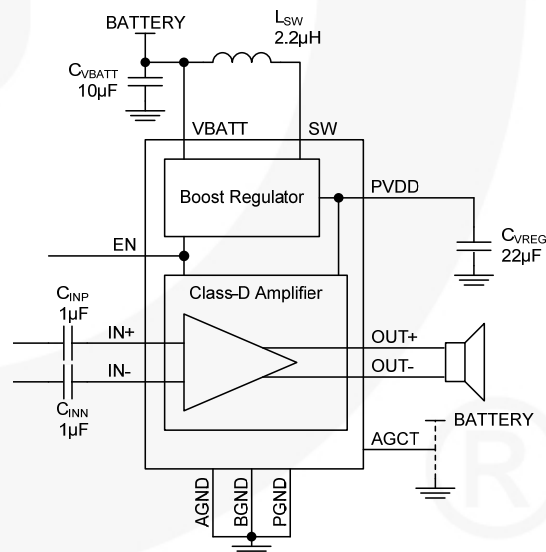 BATTERY
LSW
2.2µH
CVBATT
10µF
VBATT
SW
Boost Regulator
PVDD
CVREG
22µF
EN
Class-D Amplifier
CINP
1µF
IN+
OUT+
IN-
OUT-
CINN
1µF
BATTERY
AGCT
AGND
BGND
PGND
R